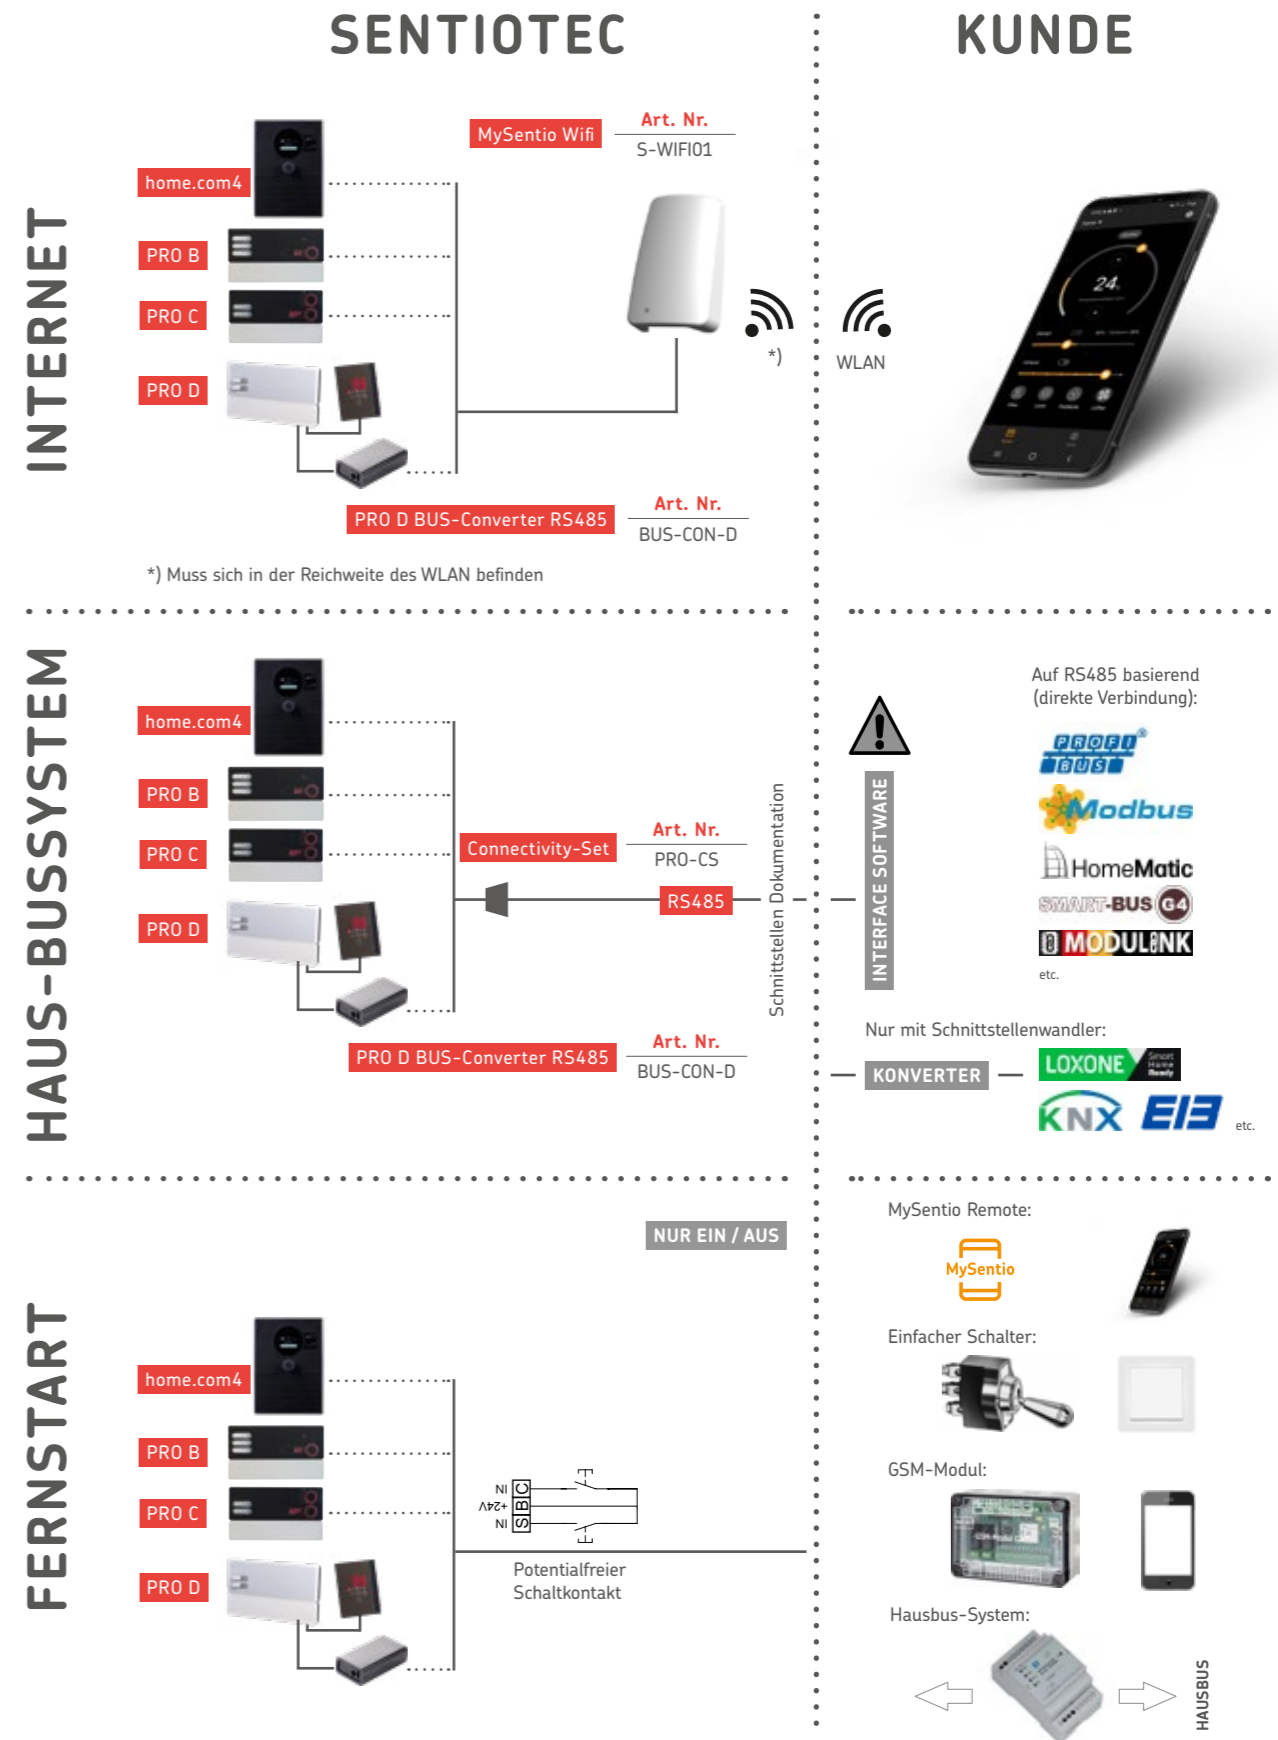 SENTIOTEC
KUNDE
INTERNET
MySentio Wifi
Art. Nr.
S-WIFI01
home.com4
PRO B
PRO C
PRO D
*)
WLAN
24
PRO D BUS-Converter RS485
Art. Nr.
BUS-CON-D
*) Muss sich in der Reichweite des WLAN befinden
HAUS-BUSSYSTEM
home.com4
PRO B
PRO C
PRO D
Connectivity-Set
Art. Nr.
PRO-CS
RS485
Schnittstellen Dokumentation
PRO D BUS-Converter RS485
Art. Nr.
BUS-CON-D
Auf RS485 basierend
(direkte Verbindung):
INTERFACE SOFTWARE
PROFI®
BUS
Modbus
HomeMatic
SMART-BUS G4
MODULINK
etc.
Nur mit Schnittstellenwandler:
KONVERTER
LOXONE Smart
Home
Ready
KNX EIB etc.
FERNSTART
NUR EIN / AUS
home.com4
PRO B
PRO C
PRO D
IN C
+24V B
IN S
Potentialfreier
Schaltkontakt
MySentio Remote:
MySentio
Einfacher Schalter:
GSM-Modul:
Hausbus-System:
HAUSBUS